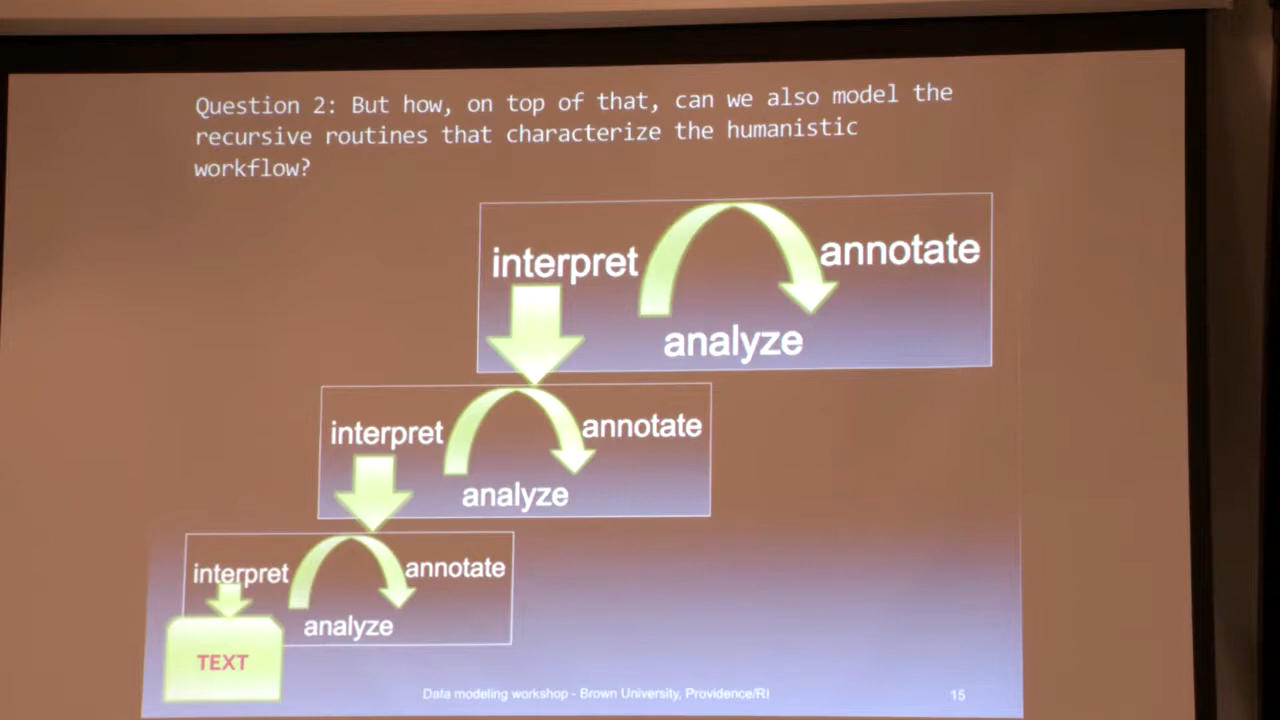 Question 2: But how, on top of that, can we also model the
recursive routines that characterize the humanistic
workflow?
interpret
annotate
analyze
interpret
annotate
analyze
interpret
annotate
analyze
TEXT
Data modeling workshop - Brown University, Providence/RI
15